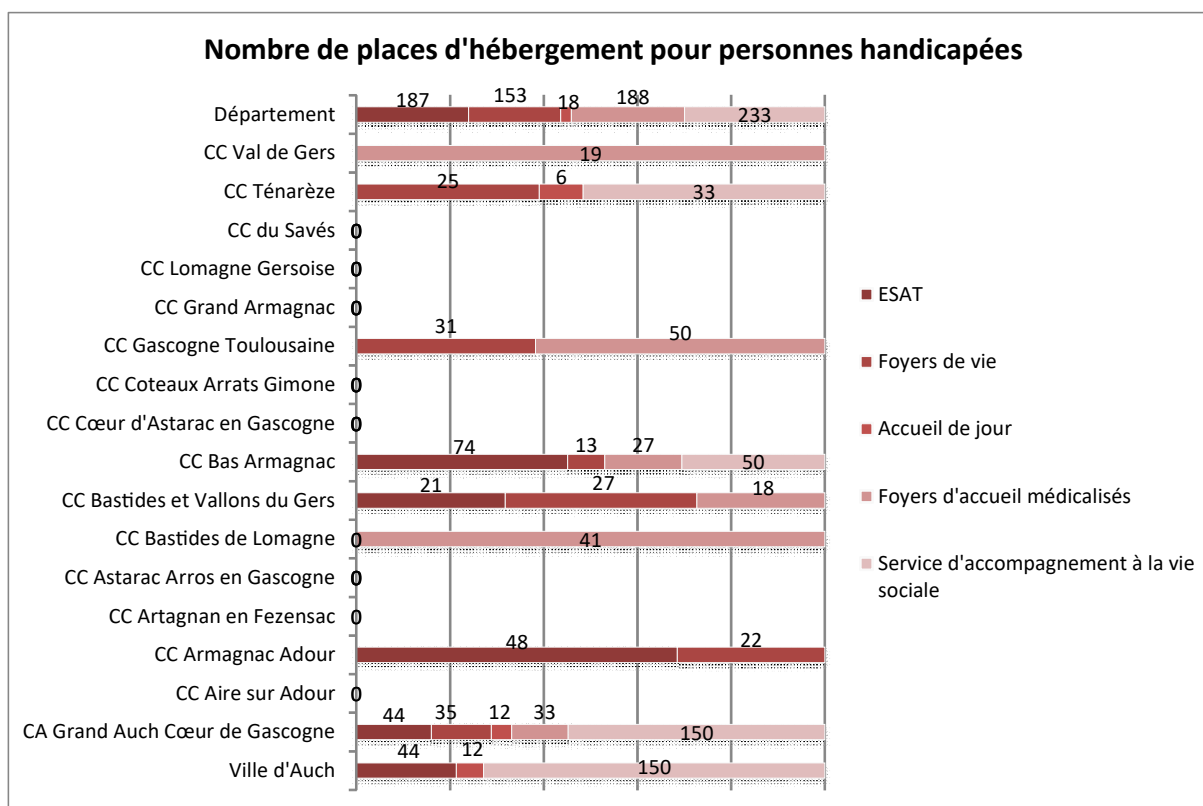 Nombre de places d'hébergement pour personnes handicapées
Département 187 153 18 188 233
CC Val de Gers 19
CC Ténarèze 25 6 33
CC du Savés 0
CC Lomagne Gersoise 0
CC Grand Armagnac 0
CC Gascogne Toulousaine 31 50
CC Coteaux Arrats Gimone 0
CC Cœur d'Astarac en Gascogne 0
CC Bas Armagnac 74 13 27 50
CC Bastides et Vallons du Gers 21 27 18
CC Bastides de Lomagne 0 41
CC Astarac Arros en Gascogne 0
CC Artagnan en Fezensac 0
CC Armagnac Adour 48 22
CC Aire sur Adour 0
CA Grand Auch Cœur de Gascogne 44 35 12 33 150
Ville d'Auch 44 12 150
ESAT
Foyers de vie
Accueil de jour
Foyers d'accueil médicalisés
Service d'accompagnement à la vie
sociale